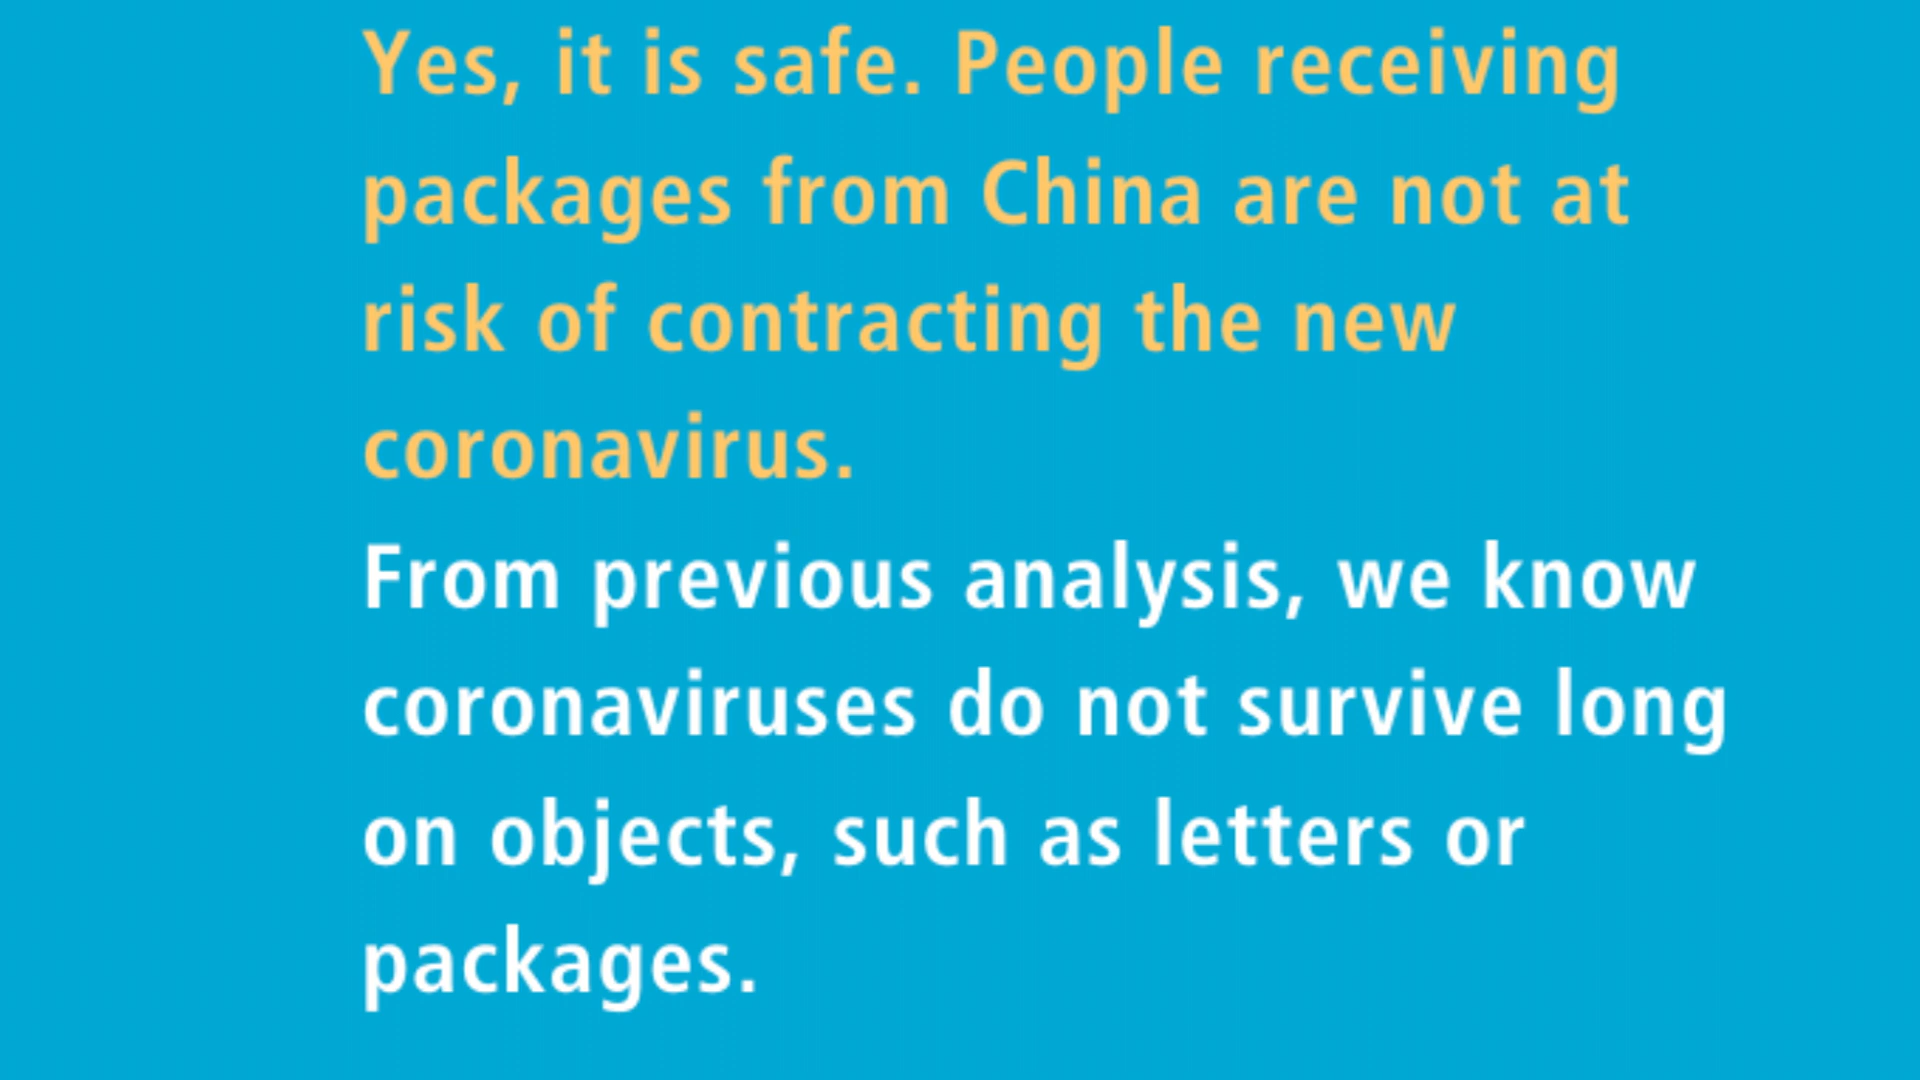 Yes, it is safe. People receiving
packages from China are not at
risk of contracting the new
coronavirus.
From previous analysis, we know
coronaviruses do not survive long
on objects, such as letters or
packages.